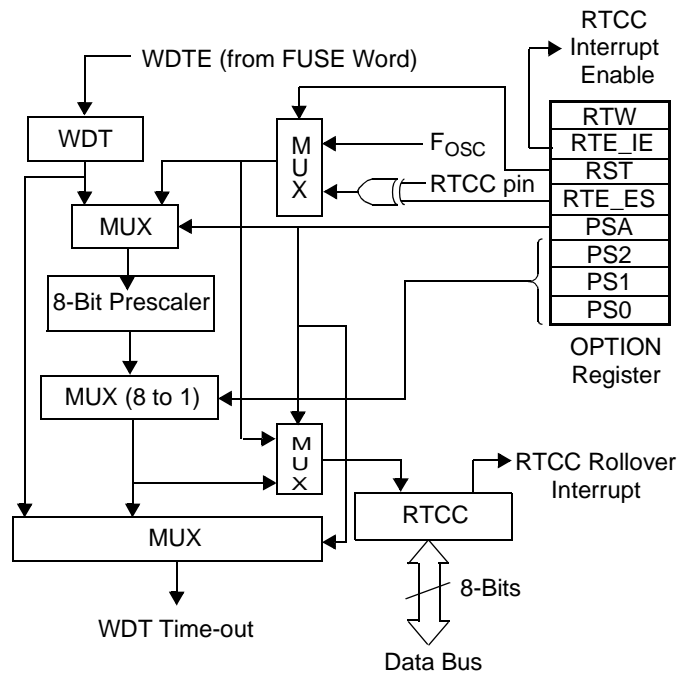 RTCC
Interrupt
Enable
WDTE (from FUSE Word)
RTW
WDT
MUX
FOSC
RTE_IE
RST
RTCC pin
RTE_ES
MUX
PSA
PS2
8-Bit Prescaler
PS1
PS0
OPTION
Register
MUX (8 to 1)
MUX
RTCC Rollover
Interrupt
RTCC
MUX
8-Bits
WDT Time-out
Data Bus